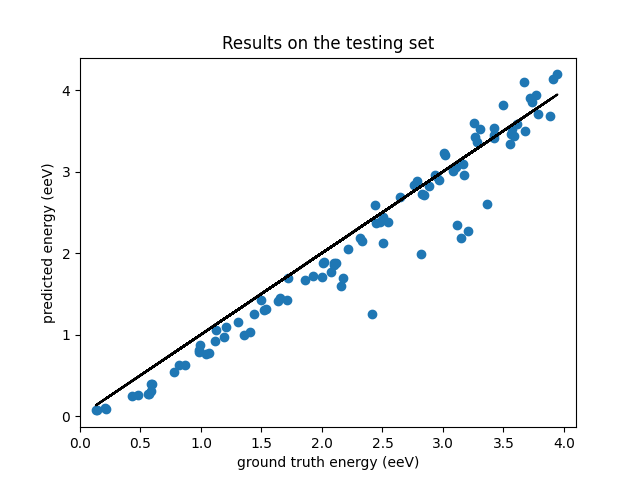 Results on the testing set
predicted energy (eeV)
4
3
2
1
0
0.0 0.5 1.0 1.5 2.0 2.5 3.0 3.5 4.0
ground truth energy (eeV)